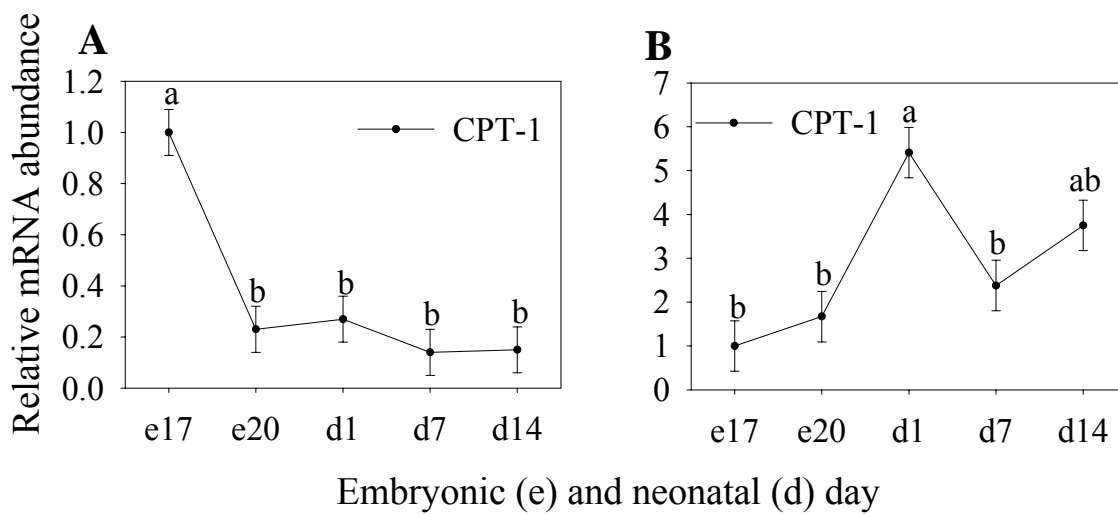 A
B
Relative mRNA abundance
1.2
1.0
0.8
0.6
0.4
0.2
0.0
a
b
b
b
b
CPT-1
e17 e20 d1 d7 d14
7
6
5
4
3
2
1
0
b
b
a
b
ab
CPT-1
e17 e20 d1 d7 d14
Embryonic (e) and neonatal (d) day